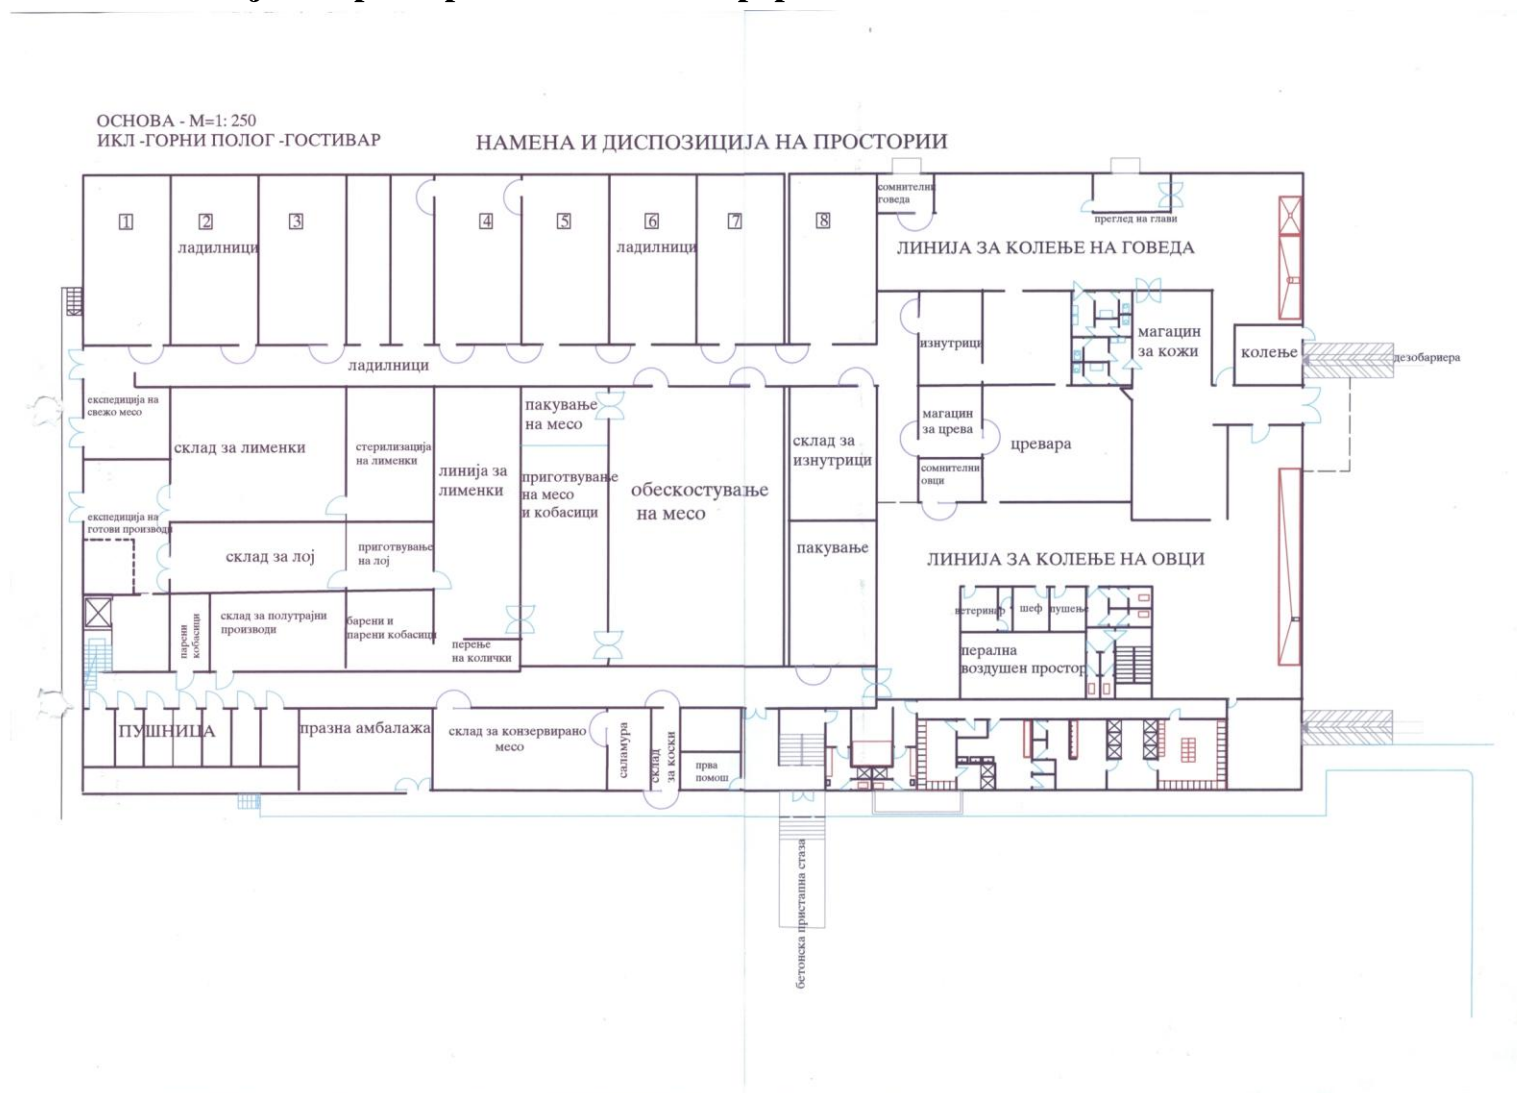 ОСНОВА - М=1: 250
ИКЛ -ГОРНИ ПОЛОГ -ГОСТИВАР
НАМЕНА И ДИСПОЗИЦИЈА НА ПРОСТОРИИ
1
2
3
4
5
6
7
8
ладилници
ладилници
сомнителни
говеда
преглед на глави
ЛИНИЈА ЗА КОЛЕЊЕ НА ГОВЕДА
ладилници
изнутрици
магацин
за кожи
колење
дезобариера
експедиција на
свежо месо
склад за лименки
стерилизација
на лименки
линија за
лименки
пакување
на месо
приготвување
на месо
и кобасици
обескостување
на месо
склад за
изнутрици
магацин
за црева
сомнителни
овци
цревара
експедиција на
готови производи
склад за лој
приготвување
на лој
пакување
ЛИНИЈА ЗА КОЛЕЊЕ НА ОВЦИ
парени
кобасици
склад за полутрајни
производи
барени и
парени кобасици
перење
на колички
ветеринар
шеф
пушење
перална
воздушен простор
ПУШНИЦА
празна амбалажа
склад за конзервирано
месо
саламура
склад
за коски
прва
помош
бетонска пристапна стаза